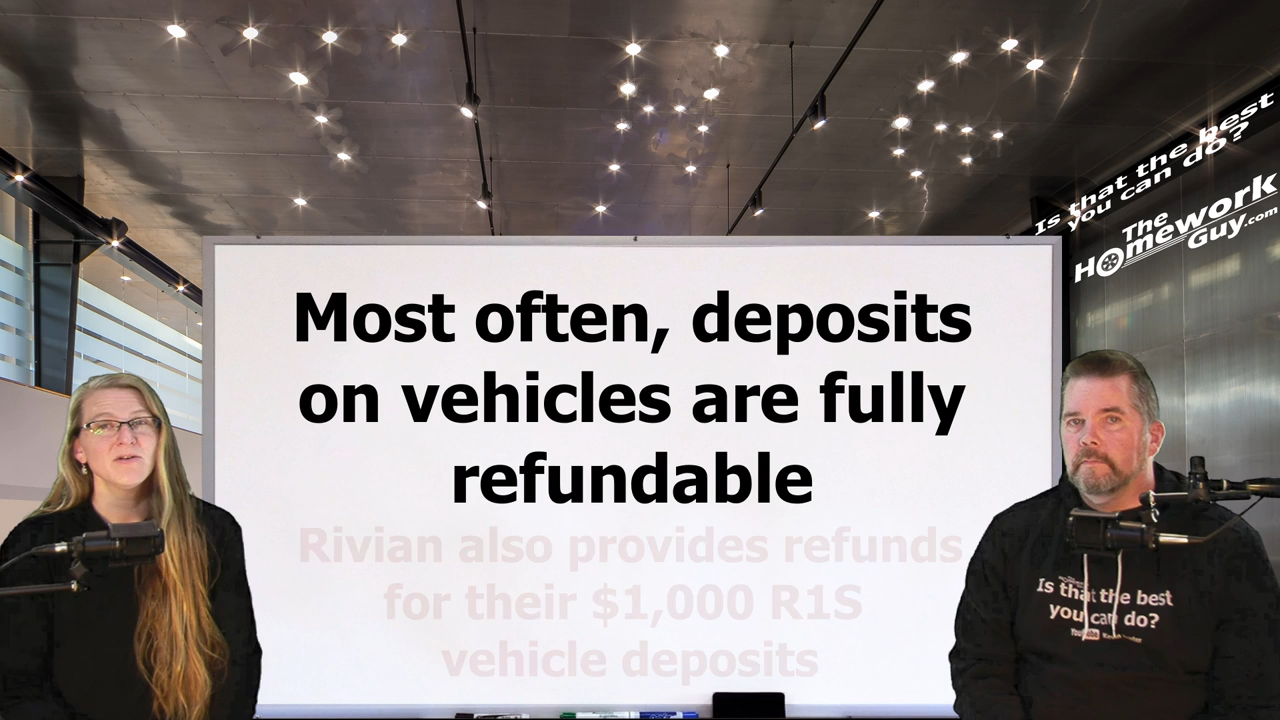 Is that the best
you can do?
The
Homework
Guy.com
Most often, deposits
on vehicles are fully
refundable
Rivian also provides refunds
for their $1,000 R1S
vehicle deposits
Is that the best
you can do?